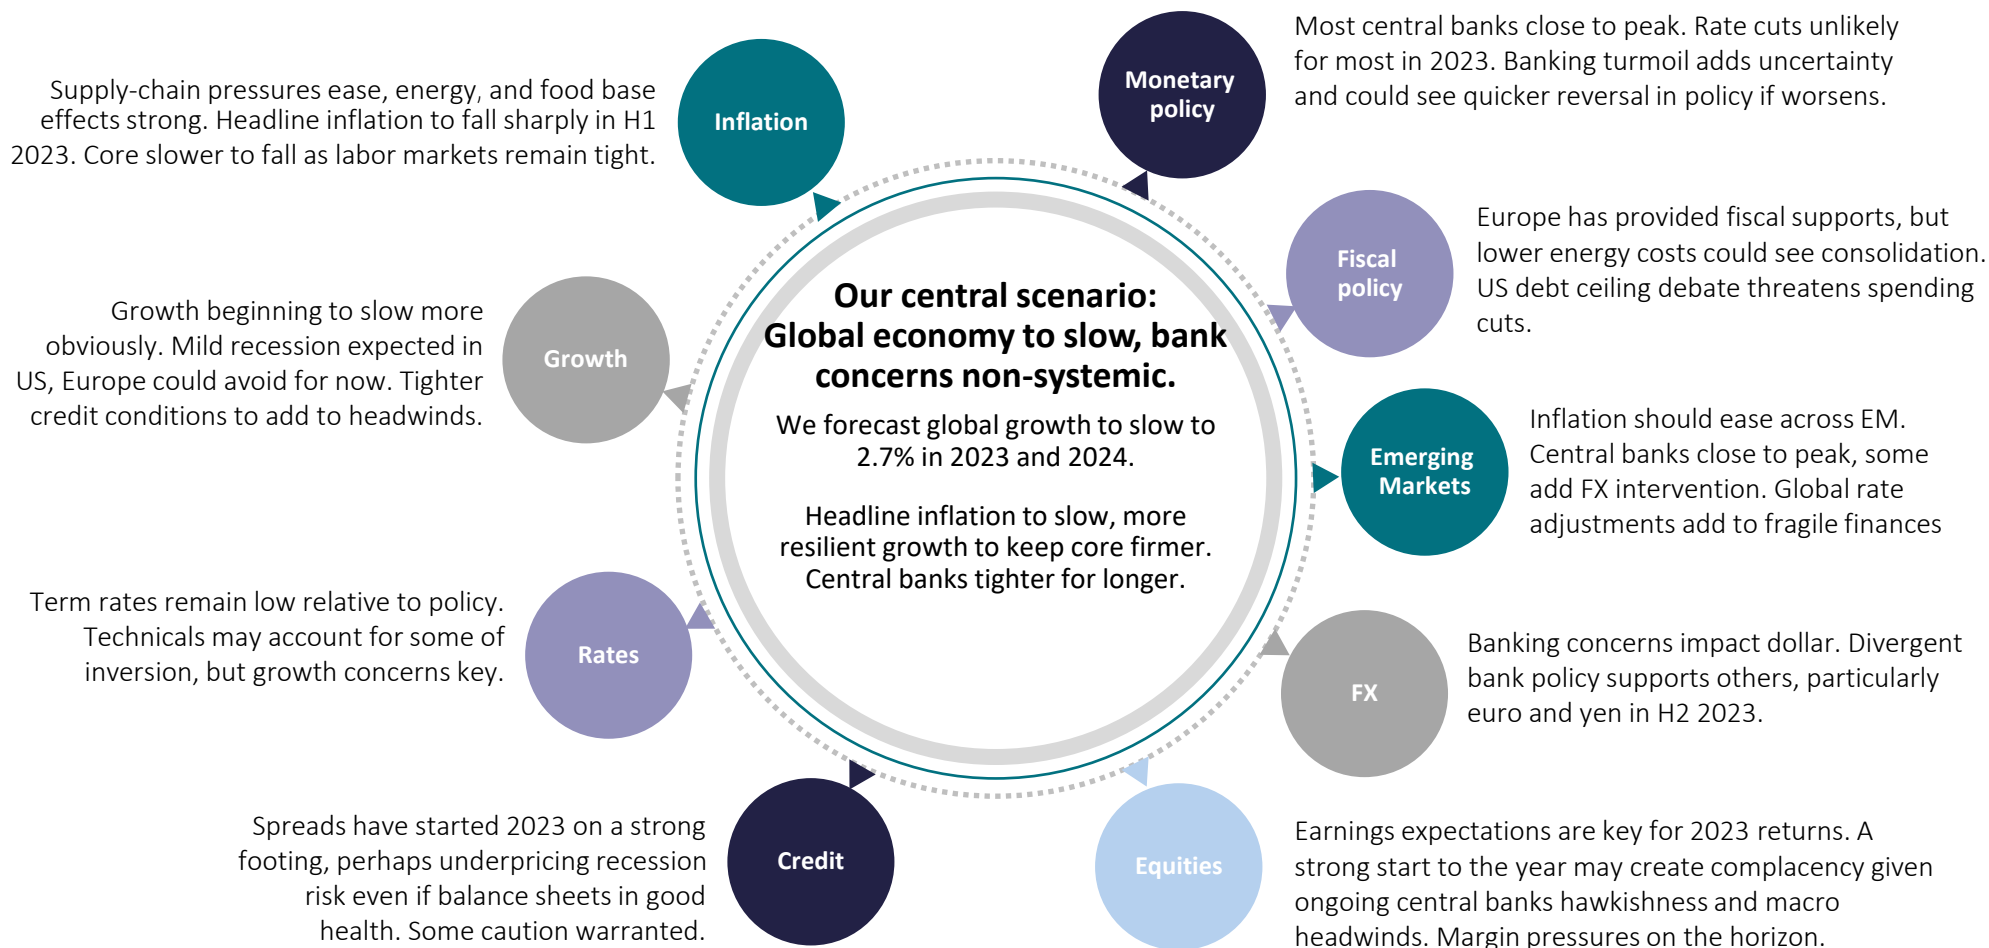 Monetary
policy
Most central banks close to peak. Rate cuts unlikely
for most in 2023. Banking turmoil adds uncertainty
and could see quicker reversal in policy if worsens.
Supply-chain pressures ease, energy, and food base
effects strong. Headline inflation to fall sharply in H1
2023. Core slower to fall as labor markets remain tight.
Inflation
Fiscal
policy
Europe has provided fiscal supports, but
lower energy costs could see consolidation.
US debt ceiling debate threatens spending
cuts.
Our central scenario:
Global economy to slow, bank
concerns non-systemic.
We forecast global growth to slow to
2.7% in 2023 and 2024.
Headline inflation to slow, more
resilient growth to keep core firmer.
Central banks tighter for longer.
Growth beginning to slow more
obviously. Mild recession expected in
US, Europe could avoid for now. Tighter
credit conditions to add to headwinds.
Growth
Emerging
Markets
Inflation should ease across EM.
Central banks close to peak, some
add FX intervention. Global rate
adjustments add to fragile finances
Term rates remain low relative to policy.
Technicals may account for some of
inversion, but growth concerns key.
Rates
FX
Banking concerns impact dollar. Divergent
bank policy supports others, particularly
euro and yen in H2 2023.
Spreads have started 2023 on a strong
footing, perhaps underpricing recession
risk even if balance sheets in good
health. Some caution warranted.
Credit
Equities
Earnings expectations are key for 2023 returns. A
strong start to the year may create complacency given
ongoing central banks hawkishness and macro
headwinds. Margin pressures on the horizon.